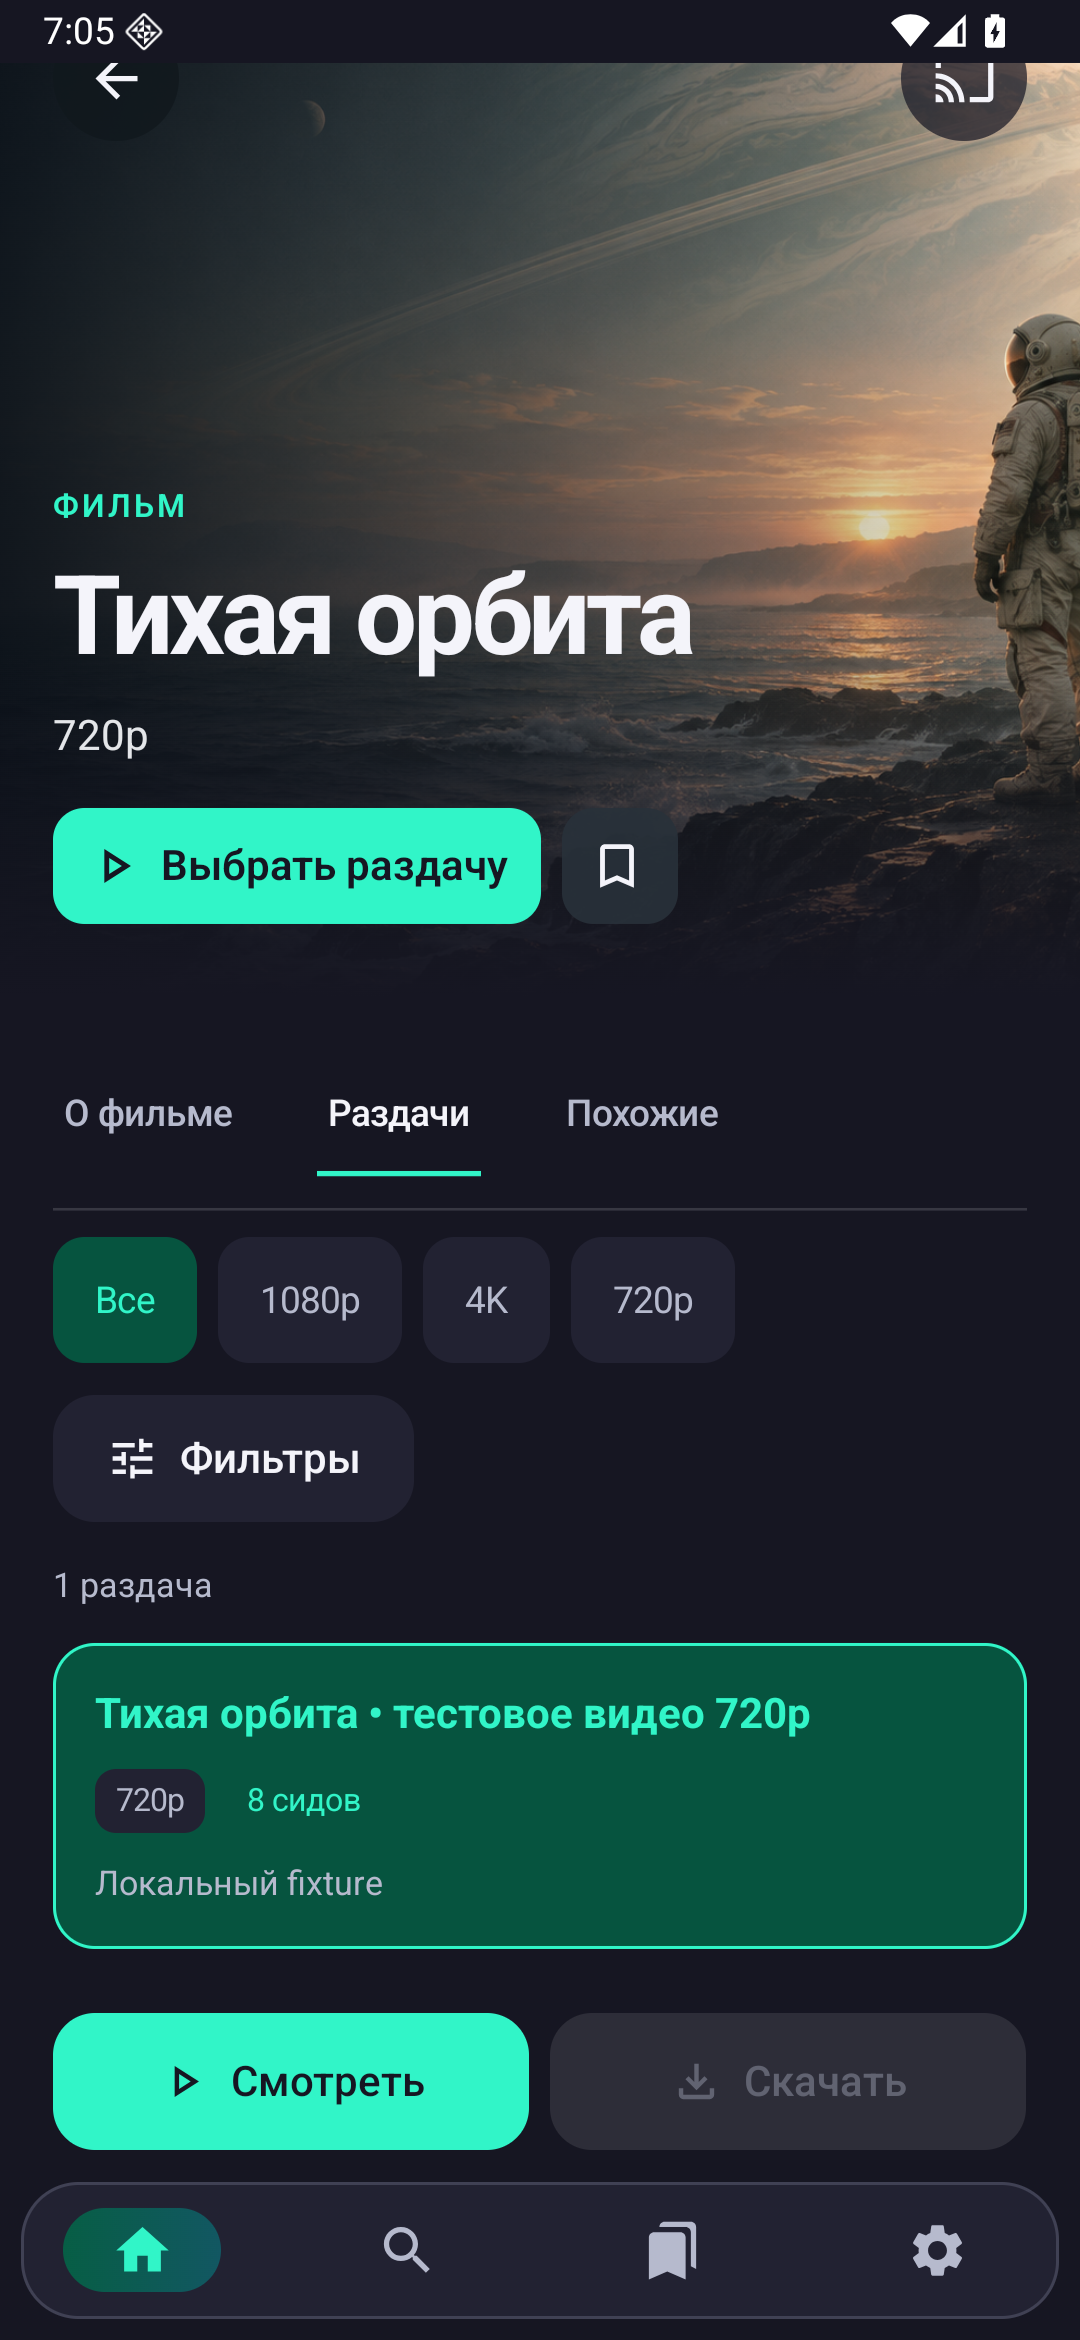 7:05
ФИЛЬМ
Тихая орбита
720p
Выбрать раздачу
О фильме
Раздачи
Похожие
Все
1080p
4K
720p
Фильтры
1 раздача
Тихая орбита • тестовое видео 720p
720p
8 сидов
Локальный fixture
Смотреть
Скачать